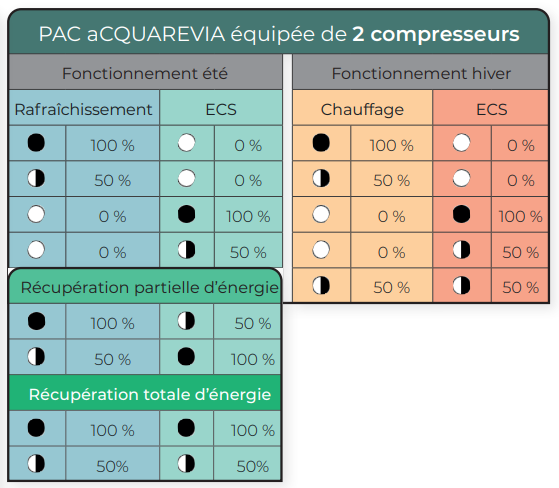 PAC aCQUAREVIA équipée de 2 compresseurs
Fonctionnement été Fonctionnement hiver
Rafraîchissement ECS Chauffage ECS
100 % 0 % 100 % 0 %
50 % 0 % 50 % 0 %
0 % 100 % 0 % 100 %
0 % 50 % 0 % 50 %
Récupération partielle d'énergie 50 % 50 %
100 % 50 %
50 % 100 %
Récupération totale d'énergie
100 % 100 %
50% 50%